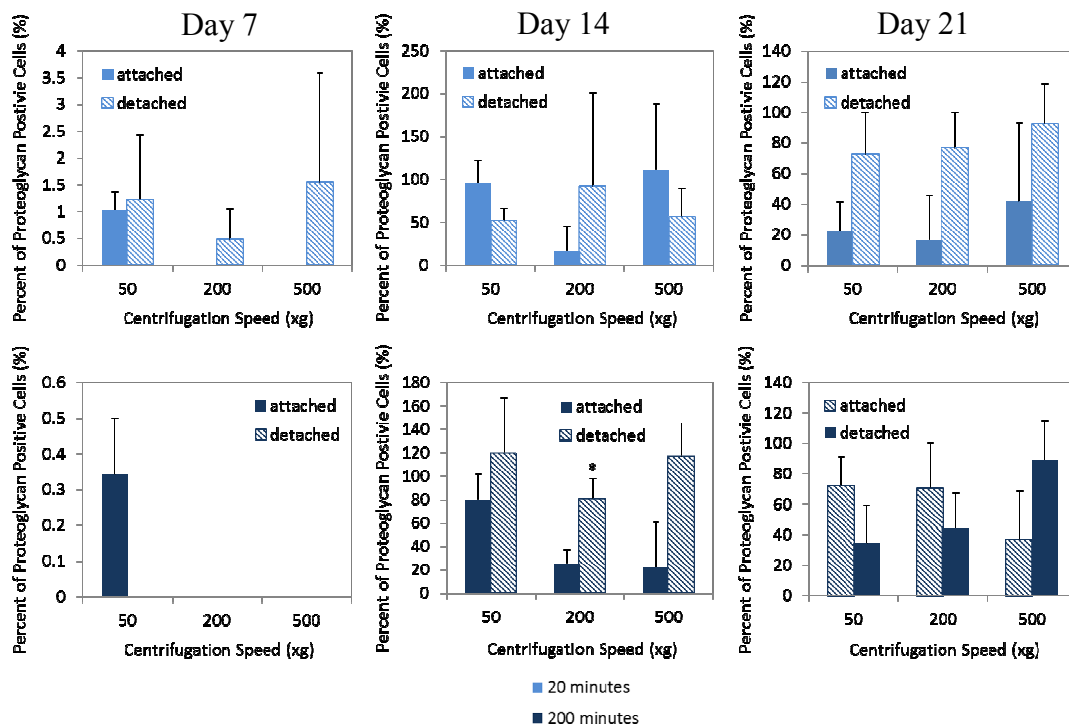 Day 7
Day 14
Day 21
Percent of Proteoglycan Postivie Cells (%)
4
3.5
3
2.5
2
1.5
1
0.5
0
attached
detached
50 200 500
Centrifugation Speed (xg)
Percent of Proteoglycan Postivie Cells (%)
250
200
150
100
50
0
attached
detached
50 200 500
Centrifugation Speed (xg)
Percent of Proteoglycan Postivie Cells (%)
140
120
100
80
60
40
20
0
attached
detached
50 200 500
Centrifugation Speed (xg)
Percent of Proteoglycan Positive Cells (%)
0.6
0.5
0.4
0.3
0.2
0.1
0
attached
detached
50 200 500
Centrifugation Speed (xg)
Percent of Proteoglycan Postivie Cells (%)
180
160
140
120
100
80
60
40
20
0
attached
detached
*
50 200 500
Centrifugation Speed (xg)
Percent of Proteoglycan Postivie Cells (%)
140
120
100
80
60
40
20
0
attached
detached
50 200 500
Centrifugation Speed (xg)
20 minutes
200 minutes